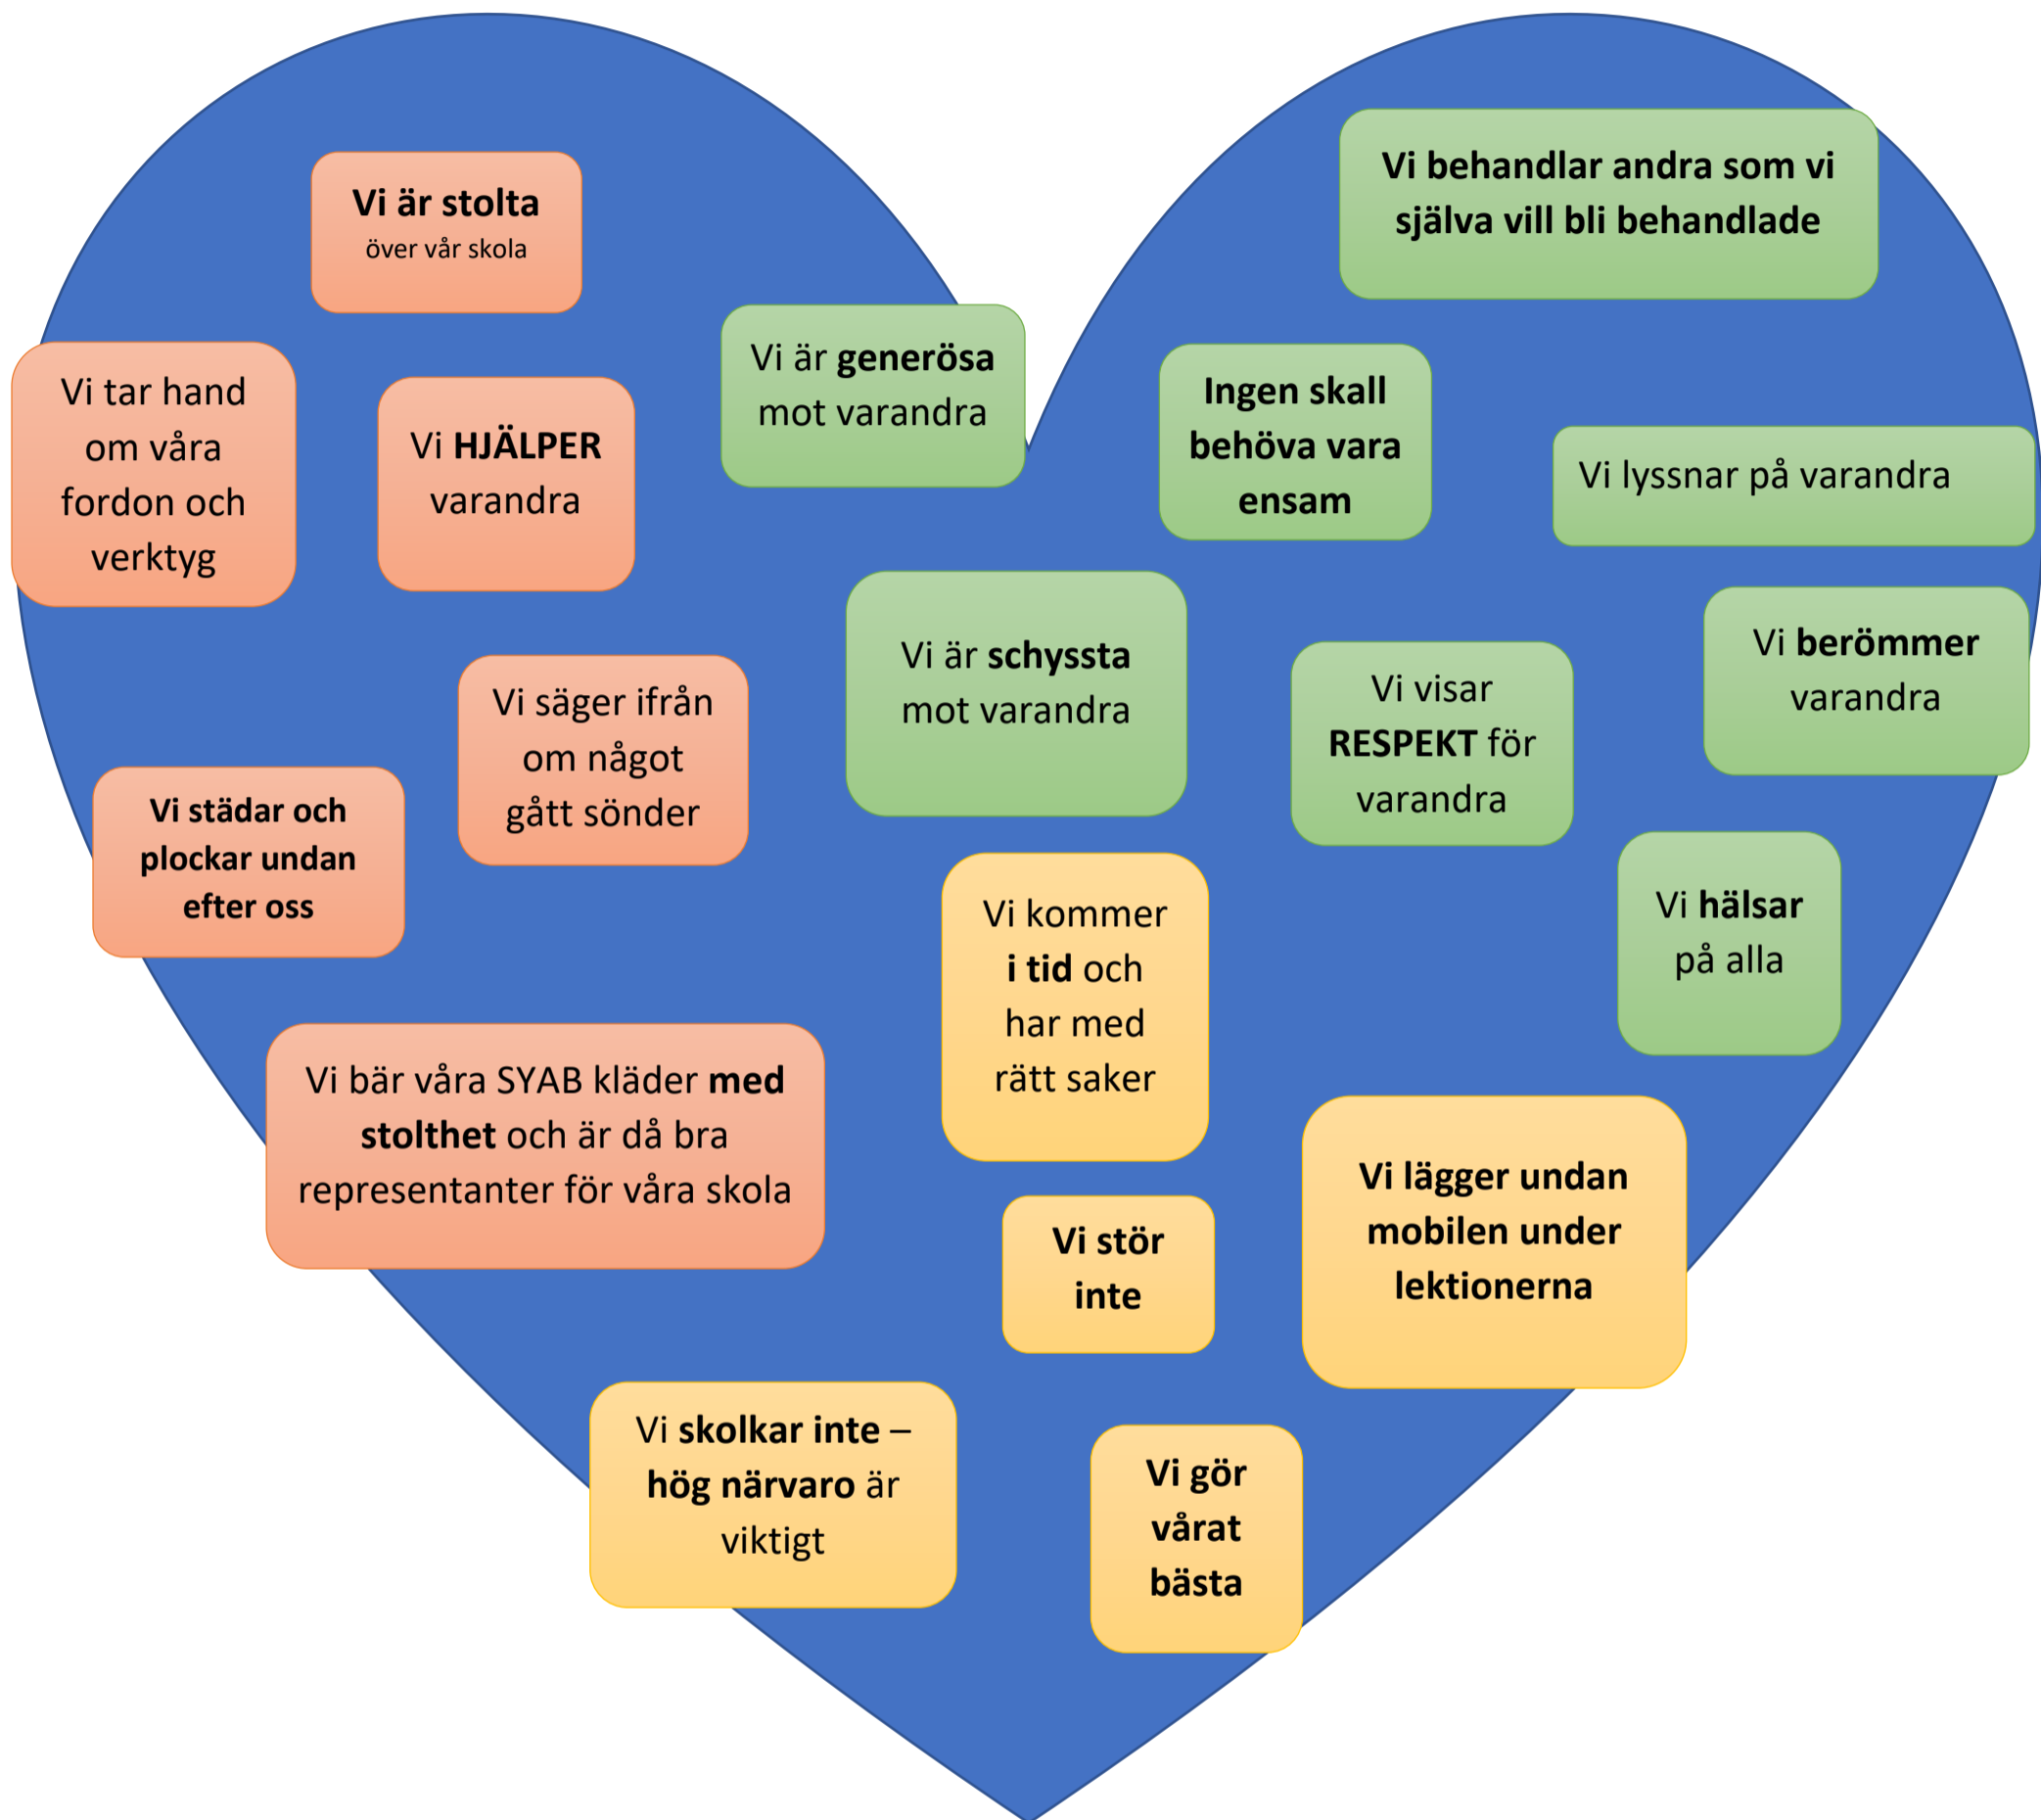 Vi är stolta
över vår skola
Vi behandlar andra som vi
själva vill bli behandlade
Vi tar hand
om våra
fordon och
verktyg
Vi HJÄLPER
varandra
Vi är generösa
mot varandra
Ingen skall
behöva vara
ensam
Vi lyssnar på varandra
Vi säger ifrån
om något
gått sönder
Vi är schyssta
mot varandra
Vi visar
RESPEKT för
varandra
Vi berömmer
varandra
Vi städar och
plockar undan
efter oss
Vi kommer
i tid och
har med
rätt saker
Vi hälsar
på alla
Vi bär våra SYAB kläder med
stolthet och är då bra
representanter för våra skola
Vi stör
inte
Vi lägger undan
mobilen under
lektionerna
Vi skolkar inte –
hög närvaro är
viktigt
Vi gör
vårat
bästa